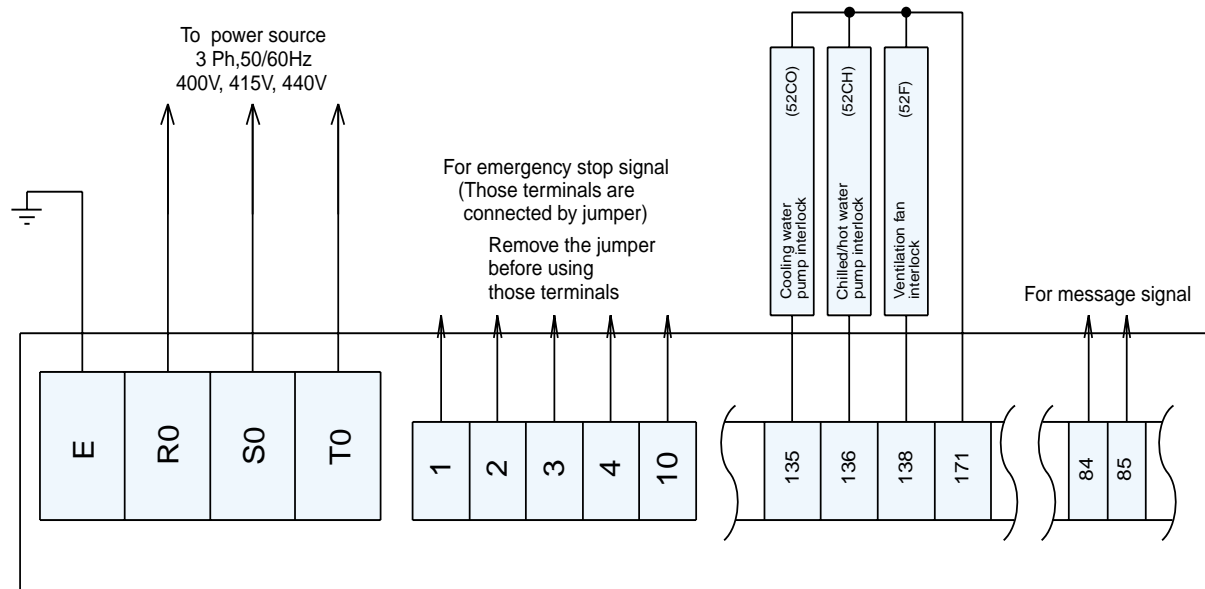 To power source
3 Ph,50/60Hz
400V, 415V, 440V
For emergency stop signal
(Those terminals are
connected by jumper)
Remove the jumper
before using
those terminals
Cooling water
pump interlock
(52CO)
Chilled/hot water
pump interlock
(52CH)
Ventilation fan
interlock
(52F)
For message signal
E
R0
S0
T0
1
2
3
4
10
135
136
138
171
84
85